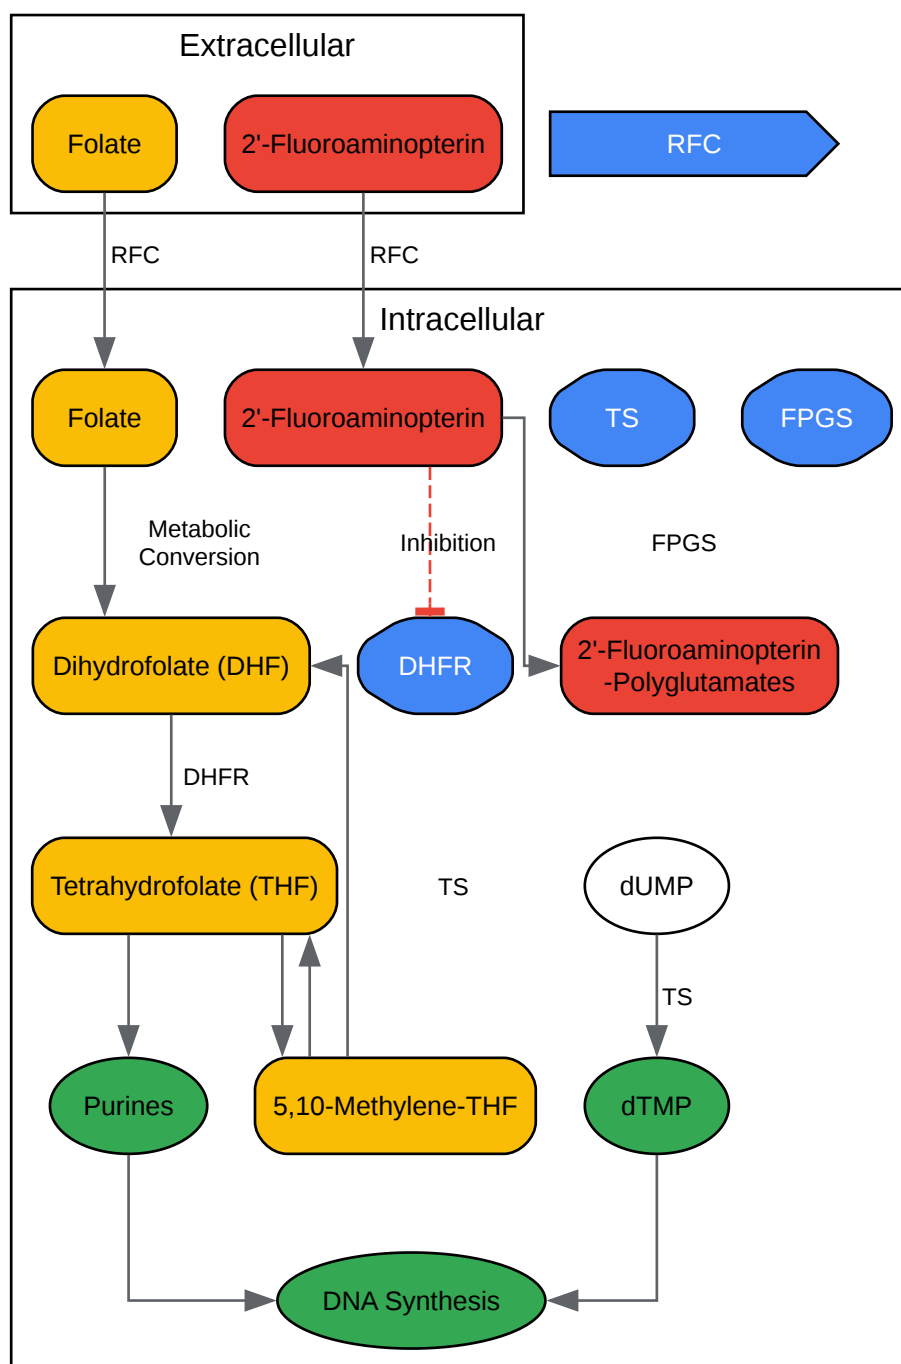 Extracellular
Folate
2'-Fluoroaminopterin
RFC
RFC
RFC
Intracellular
Folate
2'-Fluoroaminopterin
TS
FPGS
Metabolic
Conversion
Inhibition
FPGS
Dihydrofolate (DHF)
DHFR
2'-Fluoroaminopterin
-Polyglutamates
DHFR
Tetrahydrofolate (THF)
TS
dUMP
TS
Purines
5,10-Methylene-THF
dTMP
DNA Synthesis